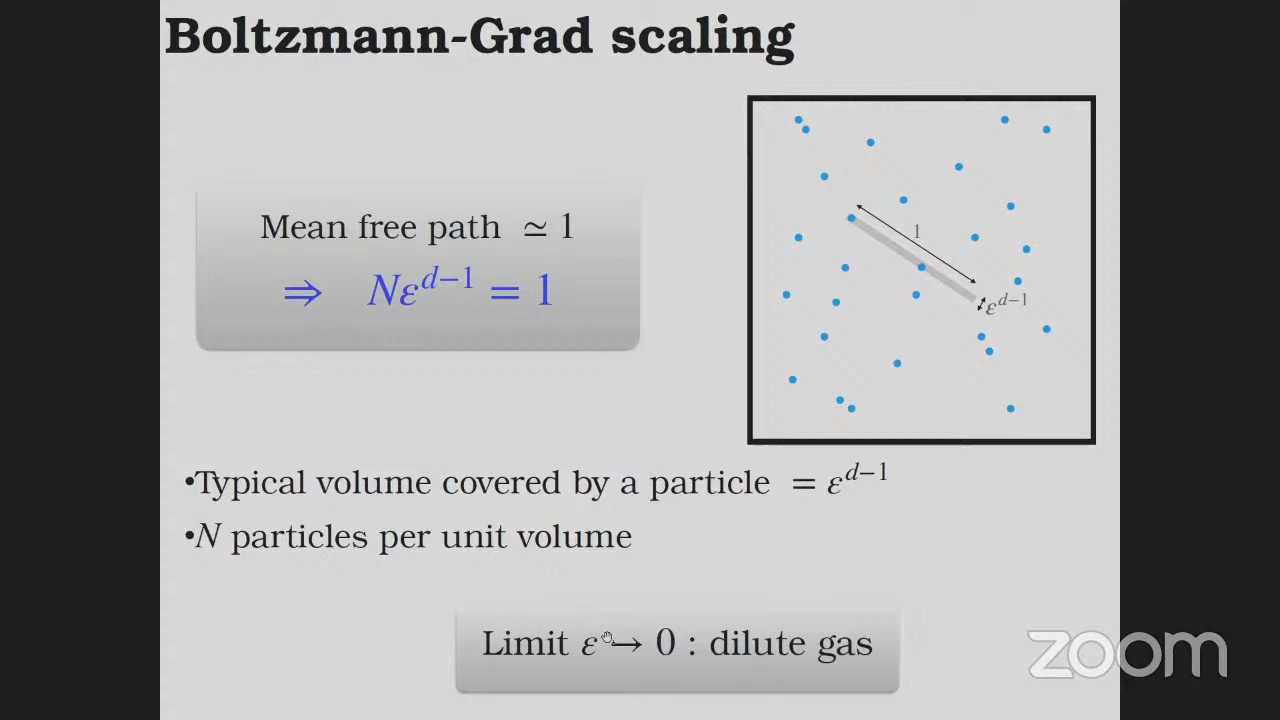 Boltzmann-Grad scaling
Mean free path ≃ 1
⇒ Nε^{d−1} = 1
1
ε^{d−1}
•Typical volume covered by a particle = ε^{d−1}
•N particles per unit volume
Limit ε → 0 : dilute gas
zoom